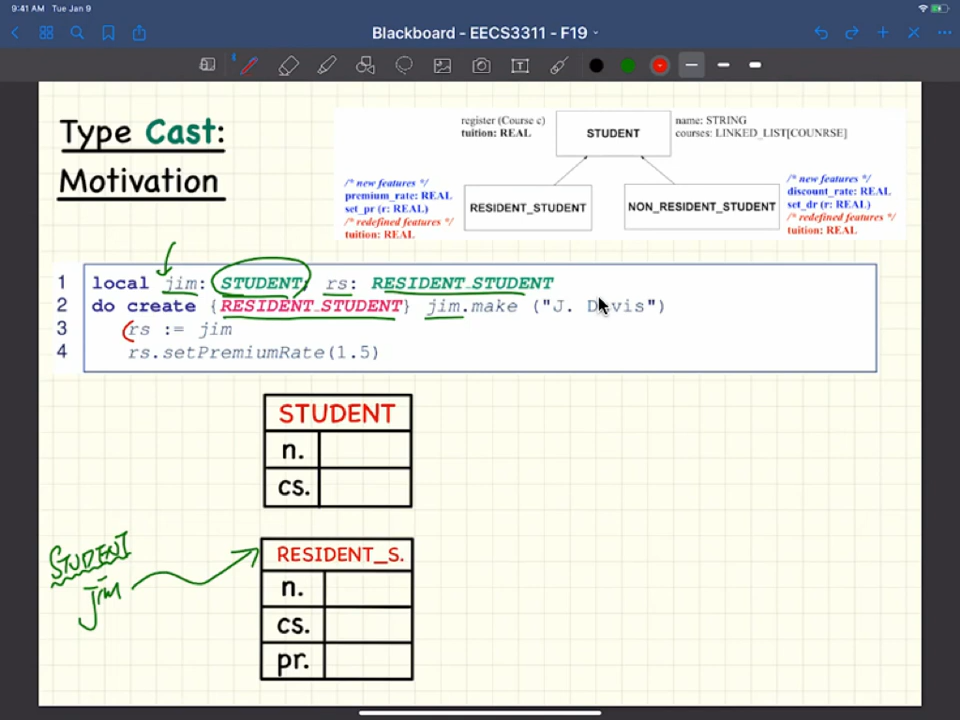 9:41 AM Tue Jan 9
Blackboard - EECS3311 - F19
Type Cast:
Motivation
register (Course c)
tuition: REAL
STUDENT
name: STRING
courses: LINKED_LIST[COUNRSE]
/* new features */
premium_rate: REAL
set_pr (r: REAL)
/* redefined features */
tuition: REAL
RESIDENT_STUDENT
NON_RESIDENT_STUDENT
/* new features */
discount_rate: REAL
set_dr (r: REAL)
/* redefined features */
tuition: REAL
1 local jim: STUDENT; rs: RESIDENT_STUDENT
2 do create {RESIDENT_STUDENT} jim.make ("J. Davis")
3 rs := jim
4 rs.setPremiumRate(1.5)
STUDENT
n.
cs.
STUDENT
jim
RESIDENT_S.
n.
cs.
pr.